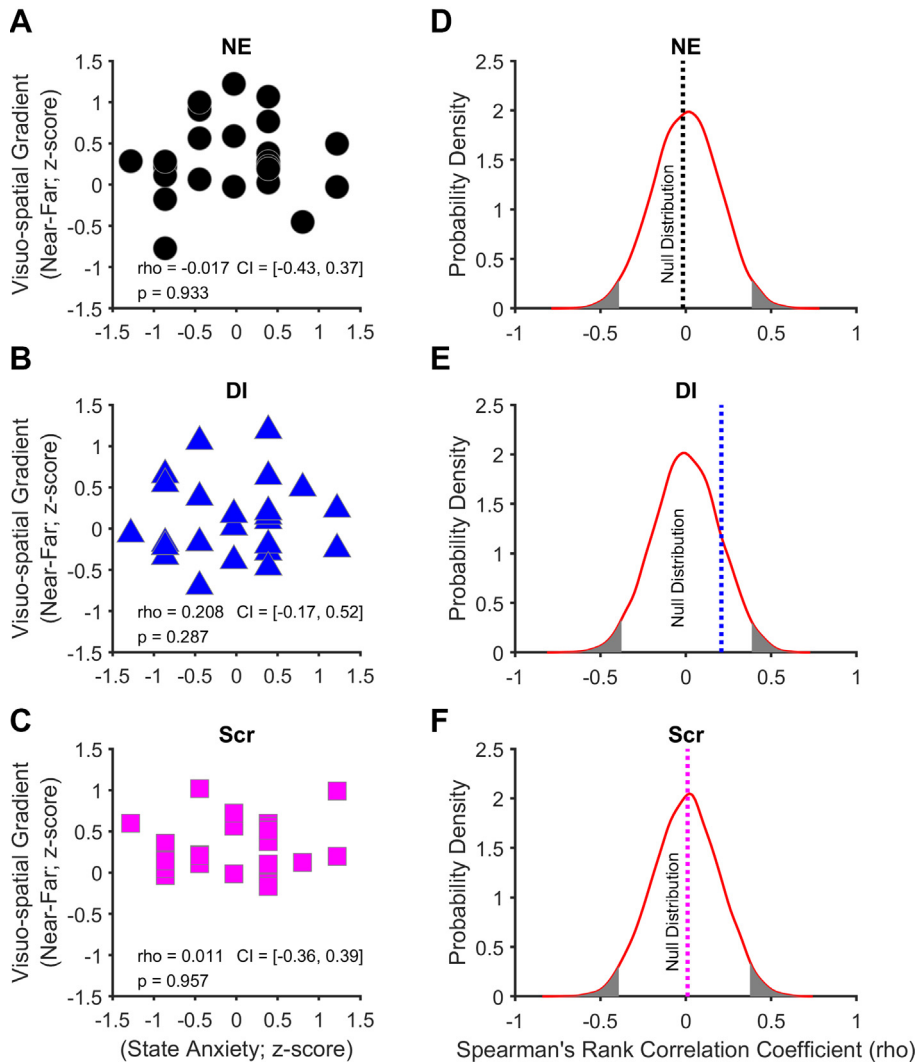 A
NE
Visuo-spatial Gradient
(Near-Far; z-score)
1.5
1
0.5
0
-0.5
-1
-1.5
rho = -0.017 CI = [-0.43, 0.37]
p = 0.933
-1.5 -1 -0.5 0 0.5 1 1.5
D
NE
Probability Density
2.5
2
1.5
1
0.5
0
Null Distribution
-1 -0.5 0 0.5 1
B
DI
Visuo-spatial Gradient
(Near-Far; z-score)
1.5
1
0.5
0
-0.5
-1
-1.5
rho = 0.208 CI = [-0.17, 0.52]
p = 0.287
-1.5 -1 -0.5 0 0.5 1 1.5
E
DI
Probability Density
2.5
2
1.5
1
0.5
0
Null Distribution
-1 -0.5 0 0.5 1
C
Scr
Visuo-spatial Gradient
(Near-Far; z-score)
1.5
1
0.5
0
-0.5
-1
-1.5
rho = 0.011 CI = [-0.36, 0.39]
p = 0.957
-1.5 -1 -0.5 0 0.5 1 1.5
(State Anxiety; z-score)
F
Scr
Probability Density
2.5
2
1.5
1
0.5
0
Null Distribution
-1 -0.5 0 0.5 1
Spearman's Rank Correlation Coefficient (rho)